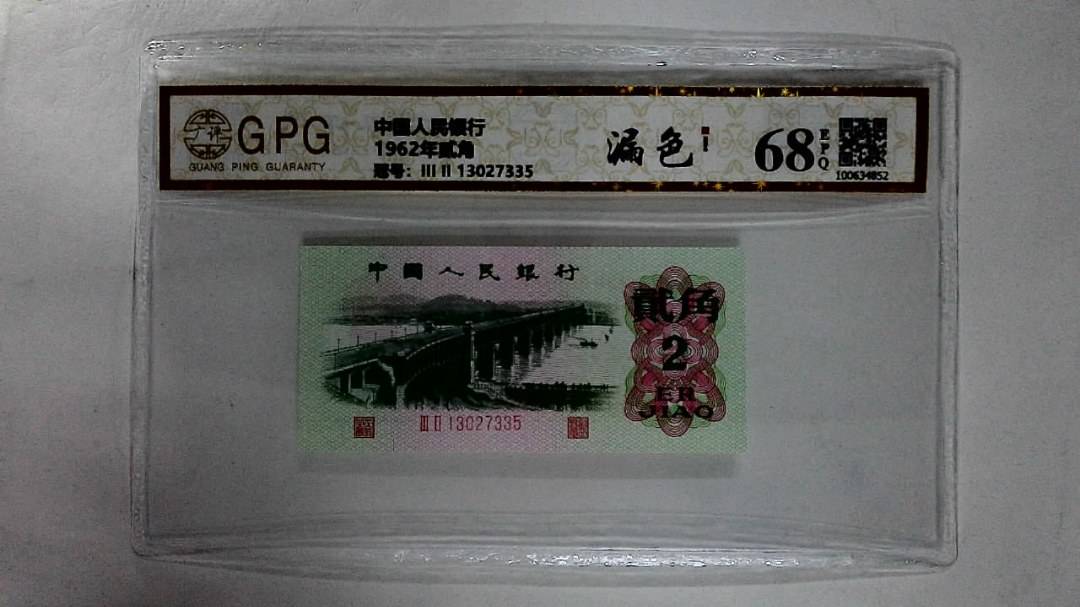 GPG
GUANG PING GUARANTY
中国人民银行
1962年贰角
冠号：III II 13027335
漏色
68
EPQ
100634852
中國人民銀行
貳角
2
ER
JIAO
III II 13027335